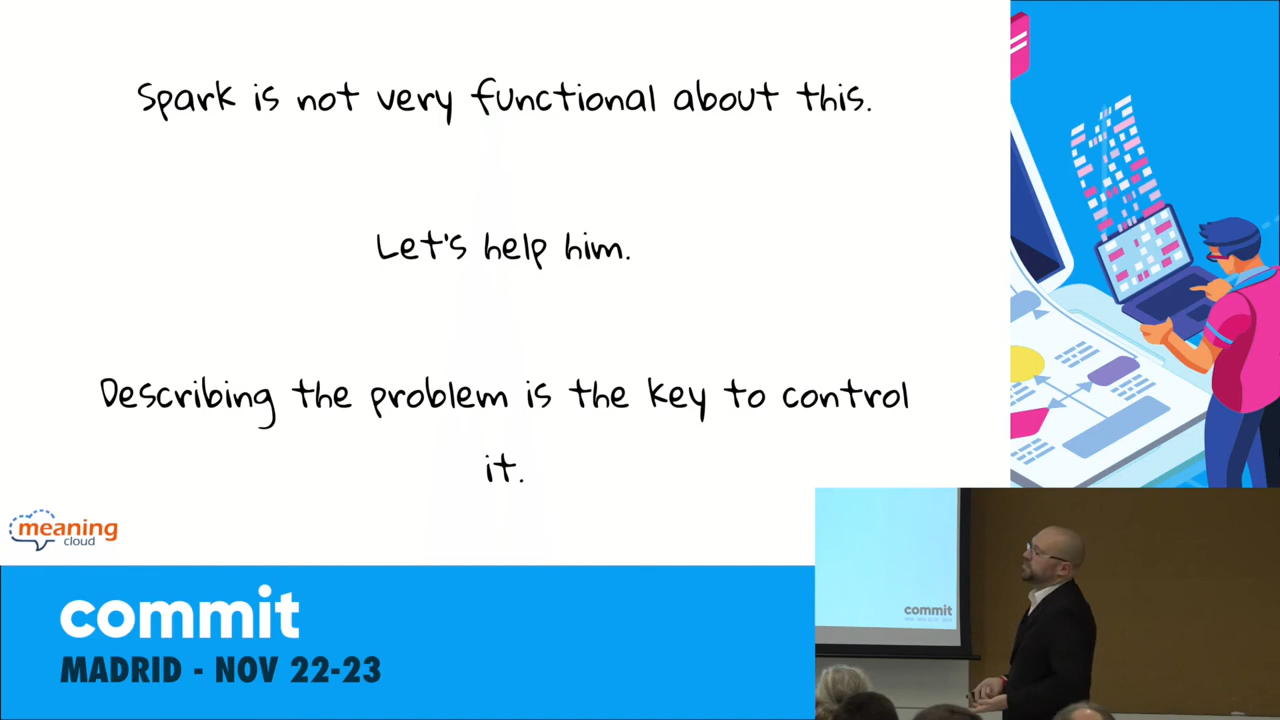 Spark is not very functional about this.
Let's help him.
Describing the problem is the key to control
it.
meaning
cloud
commit
MADRID - NOV 22-23
commit